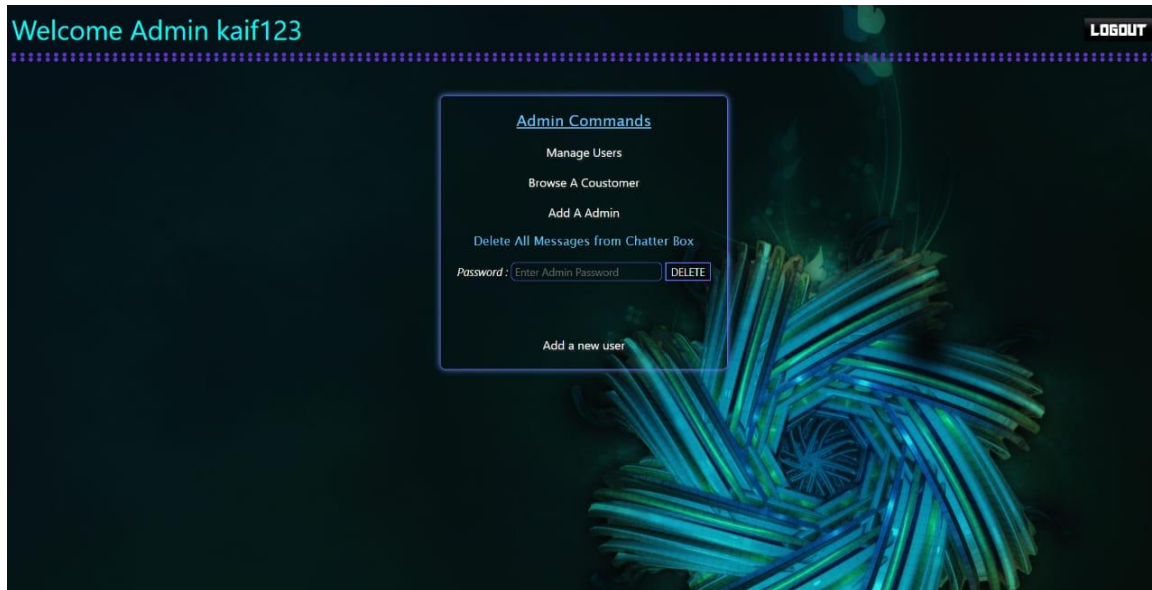 Welcome Admin kaif123
LOGOUT
Admin Commands
Manage Users
Browse A Coustomer
Add A Admin
Delete All Messages from Chatter Box
Password : Enter Admin Password DELETE
Add a new user